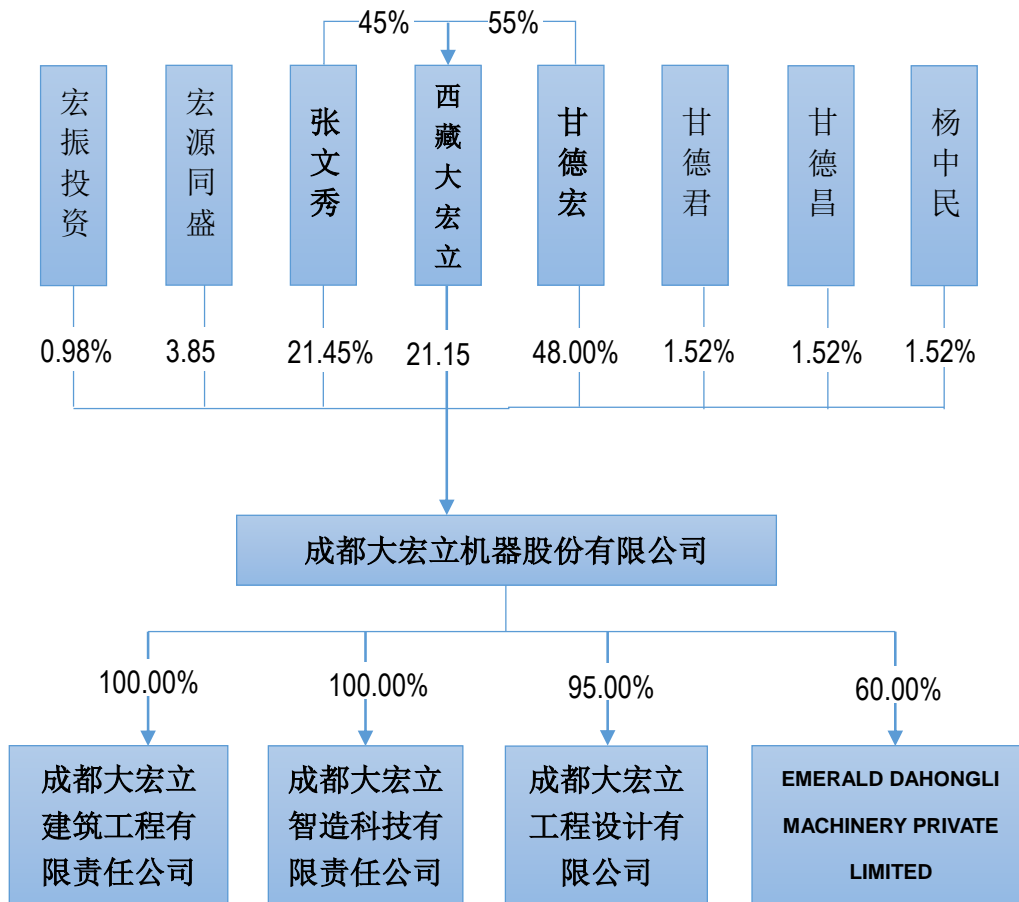 45% 55%
宏振投资
宏源同盛
张文秀
西藏大宏立
甘德宏
甘德君
甘德昌
杨中民
0.98% 3.85 21.45% 21.15 48.00% 1.52% 1.52% 1.52%
成都大宏立机器股份有限公司
100.00% 100.00% 95.00% 60.00%
成都大宏立
建筑工程有
限责任公司
成都大宏立
智造科技有
限责任公司
成都大宏立
工程设计有
限公司
EMERALD DAHONGLI
MACHINERY PRIVATE
LIMITED